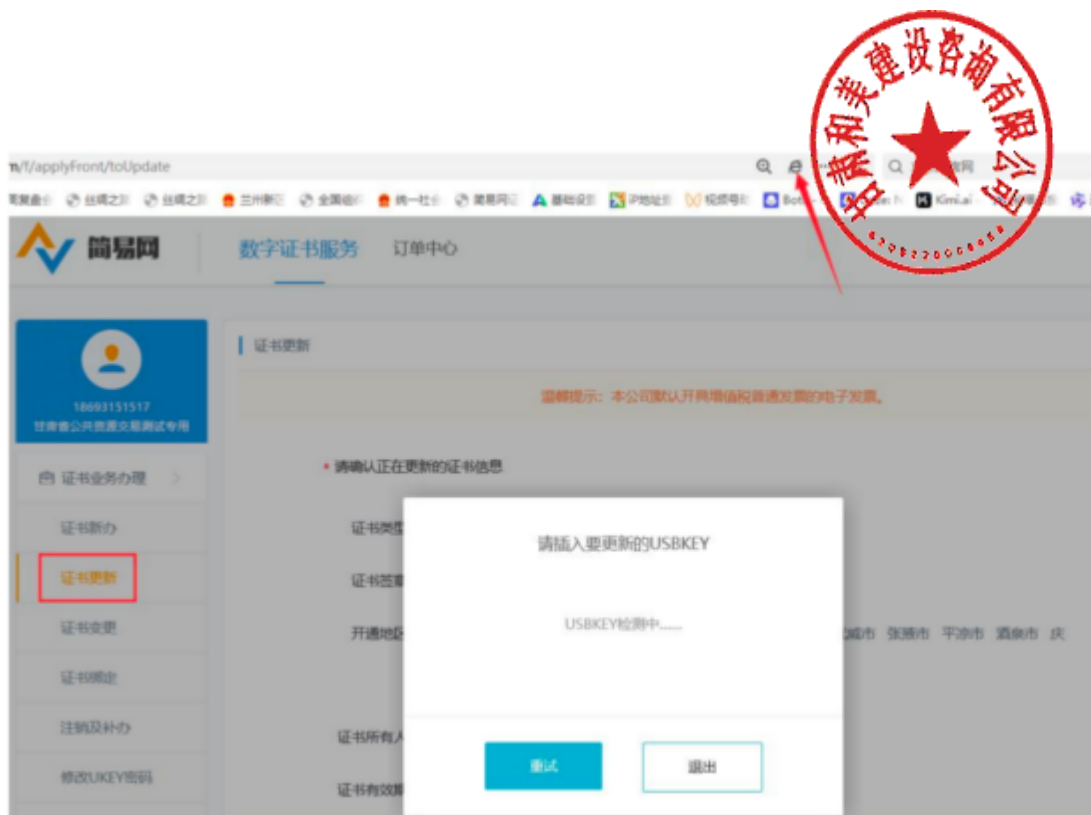 甘肃和美建设咨询有限公司
/f/applyFront/toUpdate
丝绸之
丝绸之
兰州新区
全国组
统一社
简易网
基础设
IP地址
视频号
Kimi.ai
简易网
数字证书服务
订单中心
18693151517
甘肃省公共资源交易测试专用
证书更新
温馨提示:本公司默认开具增值税普通发票的电子发票。
证书业务办理
* 请确认正在更新的证书信息
证书新办
证书类型
请插入要更新的USBKEY
证书更新
证书签章
USBKEY检测中......
证书变更
开通地区
威市 张掖市 平凉市 酒泉市 庆
证书绑定
注销及补办
证书所有人
重试
退出
修改UKEY密码
证书有效期